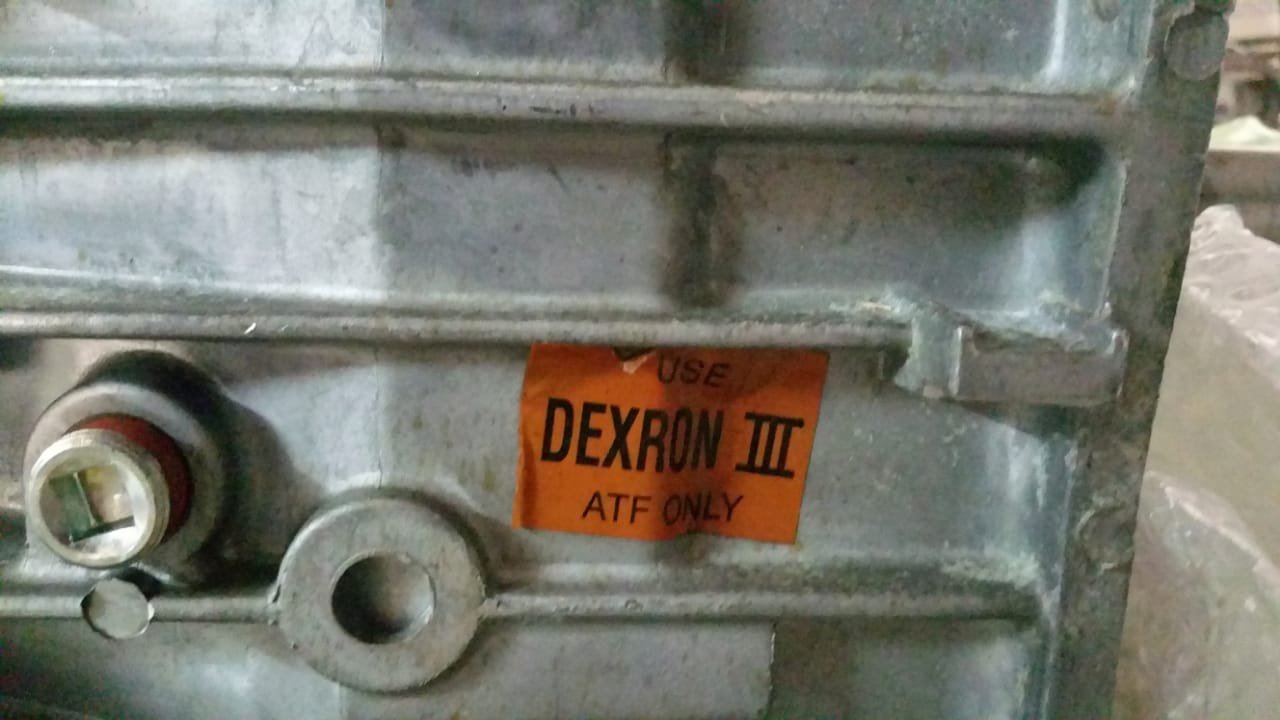 USE
DEXRON III
ATF ONLY